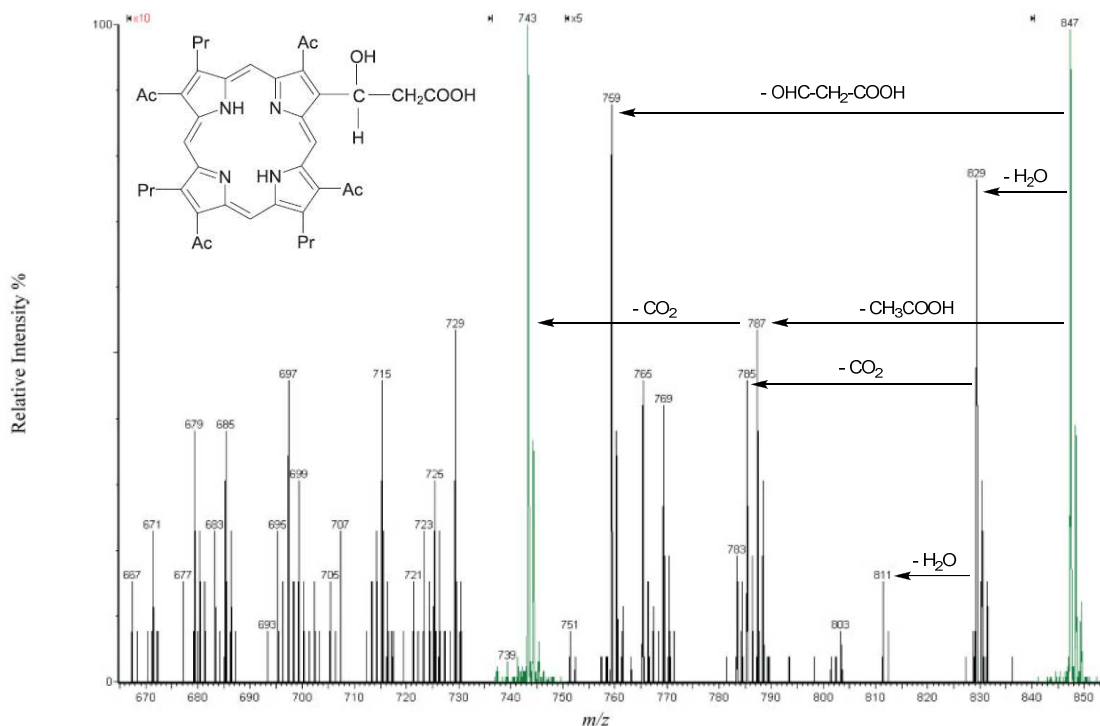 x10
743
x5
847
100
Pr
Ac
OH
Ac
NH
N
C
CH₂COOH
H
N
HN
Pr
Ac
Ac
Pr
759
- OHC-CH₂-COOH
829
- H₂O
- CO₂
787
- CH₃COOH
729
765
785
- CO₂
697
715
769
679
685
699
725
671
683
695
707
723
783
- H₂O
667
677
705
721
811
693
751
803
739
0
670
680
690
700
710
720
730
740
750
760
770
780
790
800
810
820
830
840
850
m/z
Relative Intensity %